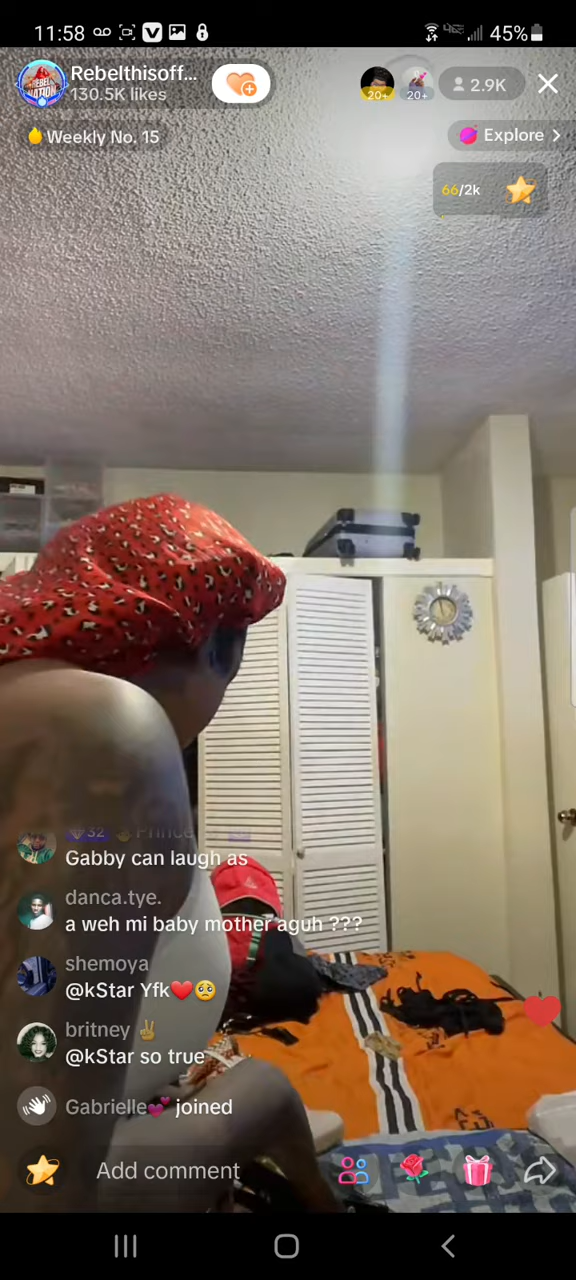 11:58
45%
Rebelthisoff...
130.5K likes
20+
20+
2.9K
Weekly No. 15
Explore >
66/2k
32 Prince
Gabby can laugh as
danca.tye.
a weh mi baby mother aguh ???
shemoya
@kStar Yfk❤️🥺
britney ✌️
@kStar so true
Gabrielle💕 joined
Add comment